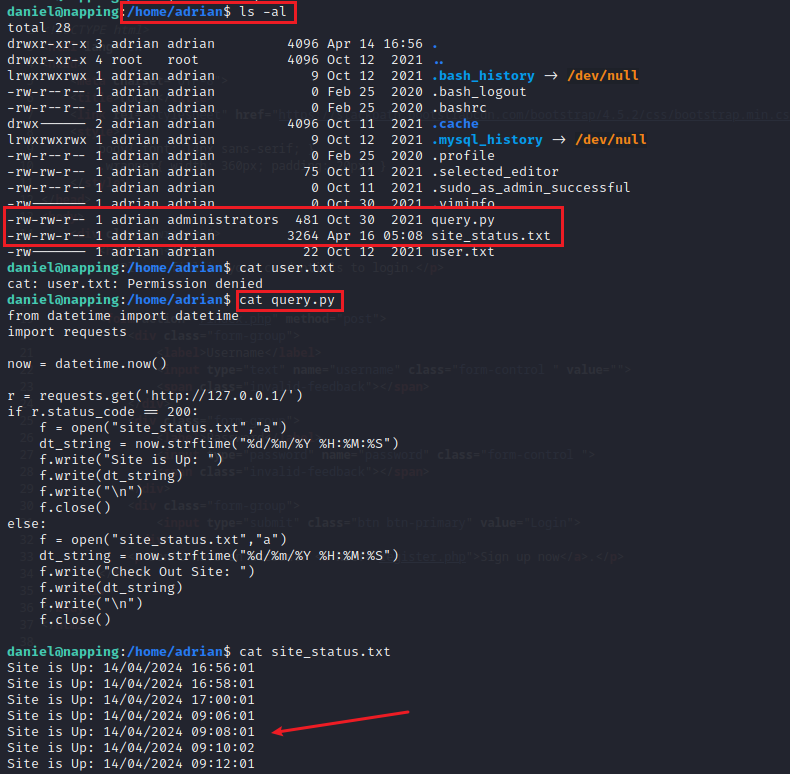 daniel@napping:/home/adrian$ ls -al
total 28
drwxr-xr-x 3 adrian adrian 4096 Apr 14 16:56 .
drwxr-xr-x 4 root root 4096 Oct 12 2021 ..
lrwxrwxrwx 1 adrian adrian 9 Oct 12 2021 .bash_history → /dev/null
-rw-r--r-- 1 adrian adrian 0 Feb 25 2020 .bash_logout
-rw-r--r-- 1 adrian adrian 0 Feb 25 2020 .bashrc
drwx------ 2 adrian adrian 4096 Oct 11 2021 .cache
lrwxrwxrwx 1 adrian adrian 9 Oct 12 2021 .mysql_history → /dev/null
-rw-r--r-- 1 adrian adrian 0 Feb 25 2020 .profile
-rw-rw-r-- 1 adrian adrian 75 Oct 11 2021 .selected_editor
-rw-r--r-- 1 adrian adrian 0 Oct 11 2021 .sudo_as_admin_successful
-rw------- 1 adrian adrian 0 Oct 30 2021 .viminfo
-rw-rw-r-- 1 adrian administrators 481 Oct 30 2021 query.py
-rw-rw-r-- 1 adrian adrian 3264 Apr 16 05:08 site_status.txt
-rw------- 1 adrian adrian 22 Oct 12 2021 user.txt
daniel@napping:/home/adrian$ cat user.txt
cat: user.txt: Permission denied
daniel@napping:/home/adrian$ cat query.py
from datetime import datetime
import requests
now = datetime.now()
r = requests.get('http://127.0.0.1/')
if r.status_code == 200:
f = open("site_status.txt","a")
dt_string = now.strftime("%d/%m/%Y %H:%M:%S")
f.write("Site is Up: ")
f.write(dt_string)
f.write("\n")
f.close()
else:
f = open("site_status.txt","a")
dt_string = now.strftime("%d/%m/%Y %H:%M:%S")
f.write("Check Out Site: ")
f.write(dt_string)
f.write("\n")
f.close()
daniel@napping:/home/adrian$ cat site_status.txt
Site is Up: 14/04/2024 16:56:01
Site is Up: 14/04/2024 16:58:01
Site is Up: 14/04/2024 17:00:01
Site is Up: 14/04/2024 09:06:01
Site is Up: 14/04/2024 09:08:01
Site is Up: 14/04/2024 09:10:02
Site is Up: 14/04/2024 09:12:01